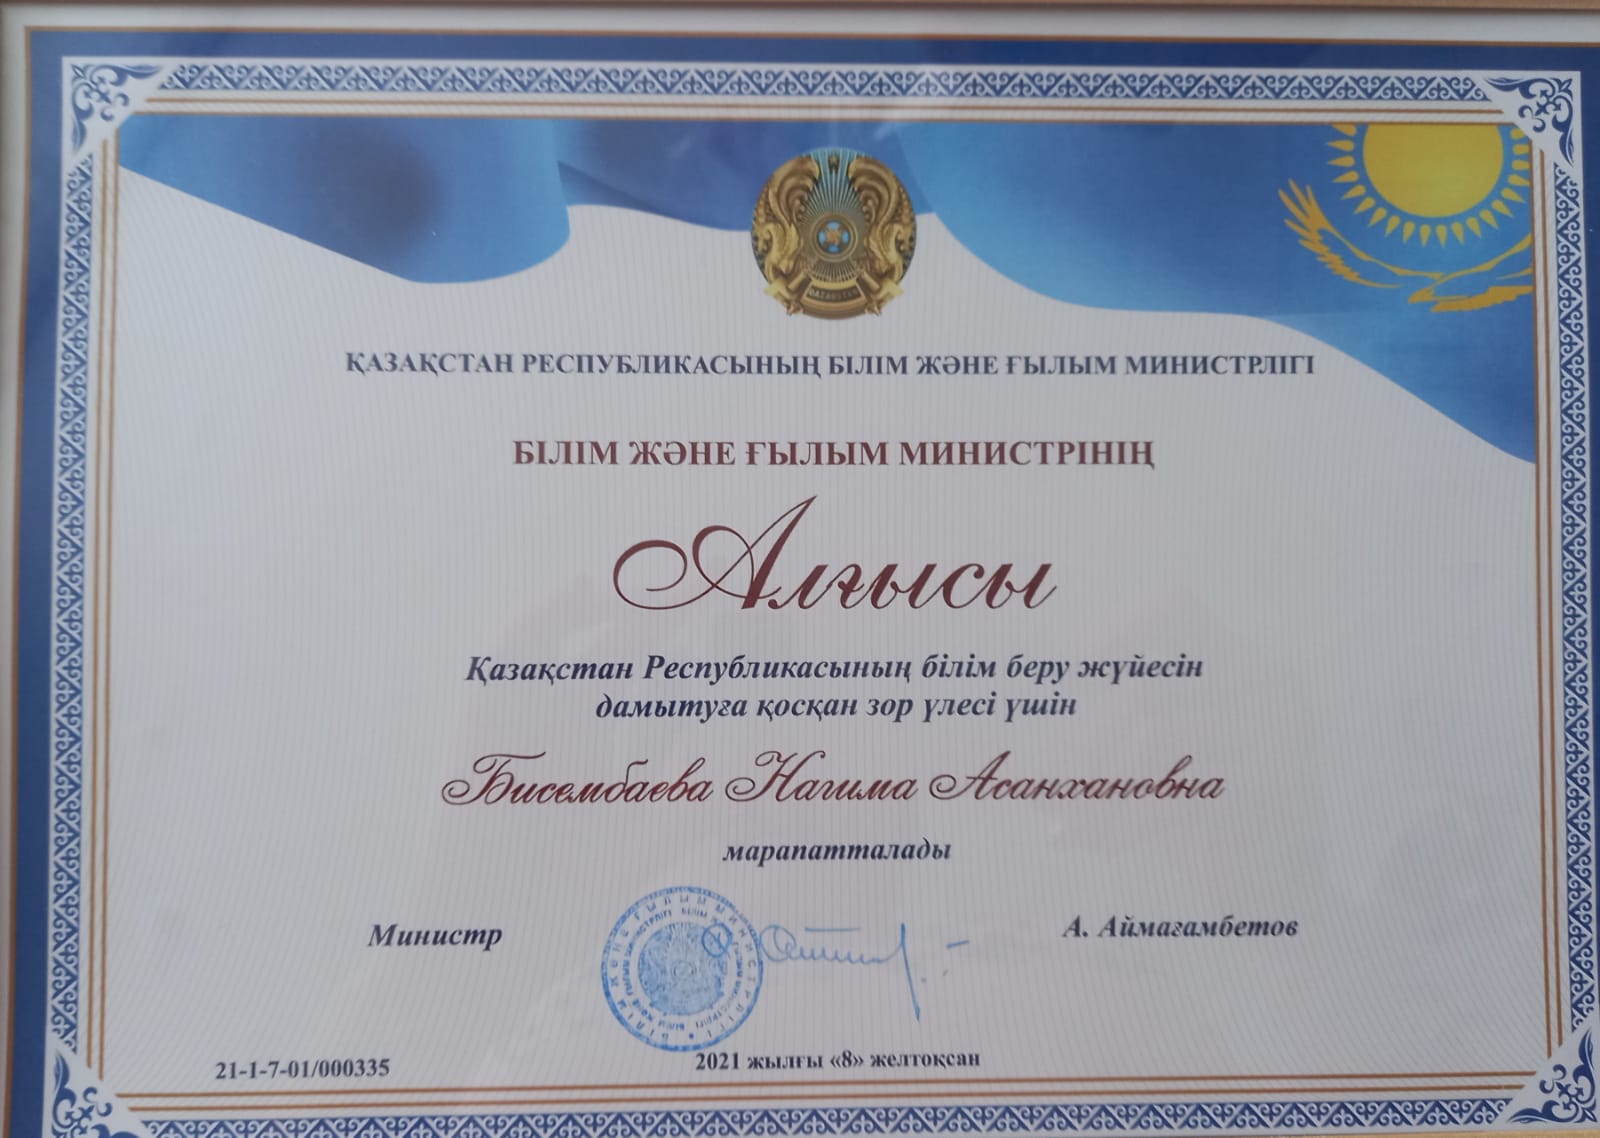 QAZAQSTAN
ҚАЗАҚСТАН РЕСПУБЛИКАСЫНЫҢ БІЛІМ ЖӘНЕ ҒЫЛЫМ МИНИСТРЛІГІ
БІЛІМ ЖӘНЕ ҒЫЛЫМ МИНИСТРІНІҢ
Алғысы
Қазақстан Республикасының білім беру жүйесін
дамытуға қосқан зор үлесі үшін
Бисембаева Нагима Асанхановна
марапатталады
Министр
А. Аймағамбетов
21-1-7-01/000335
2021 жылғы «8» желтоқсан